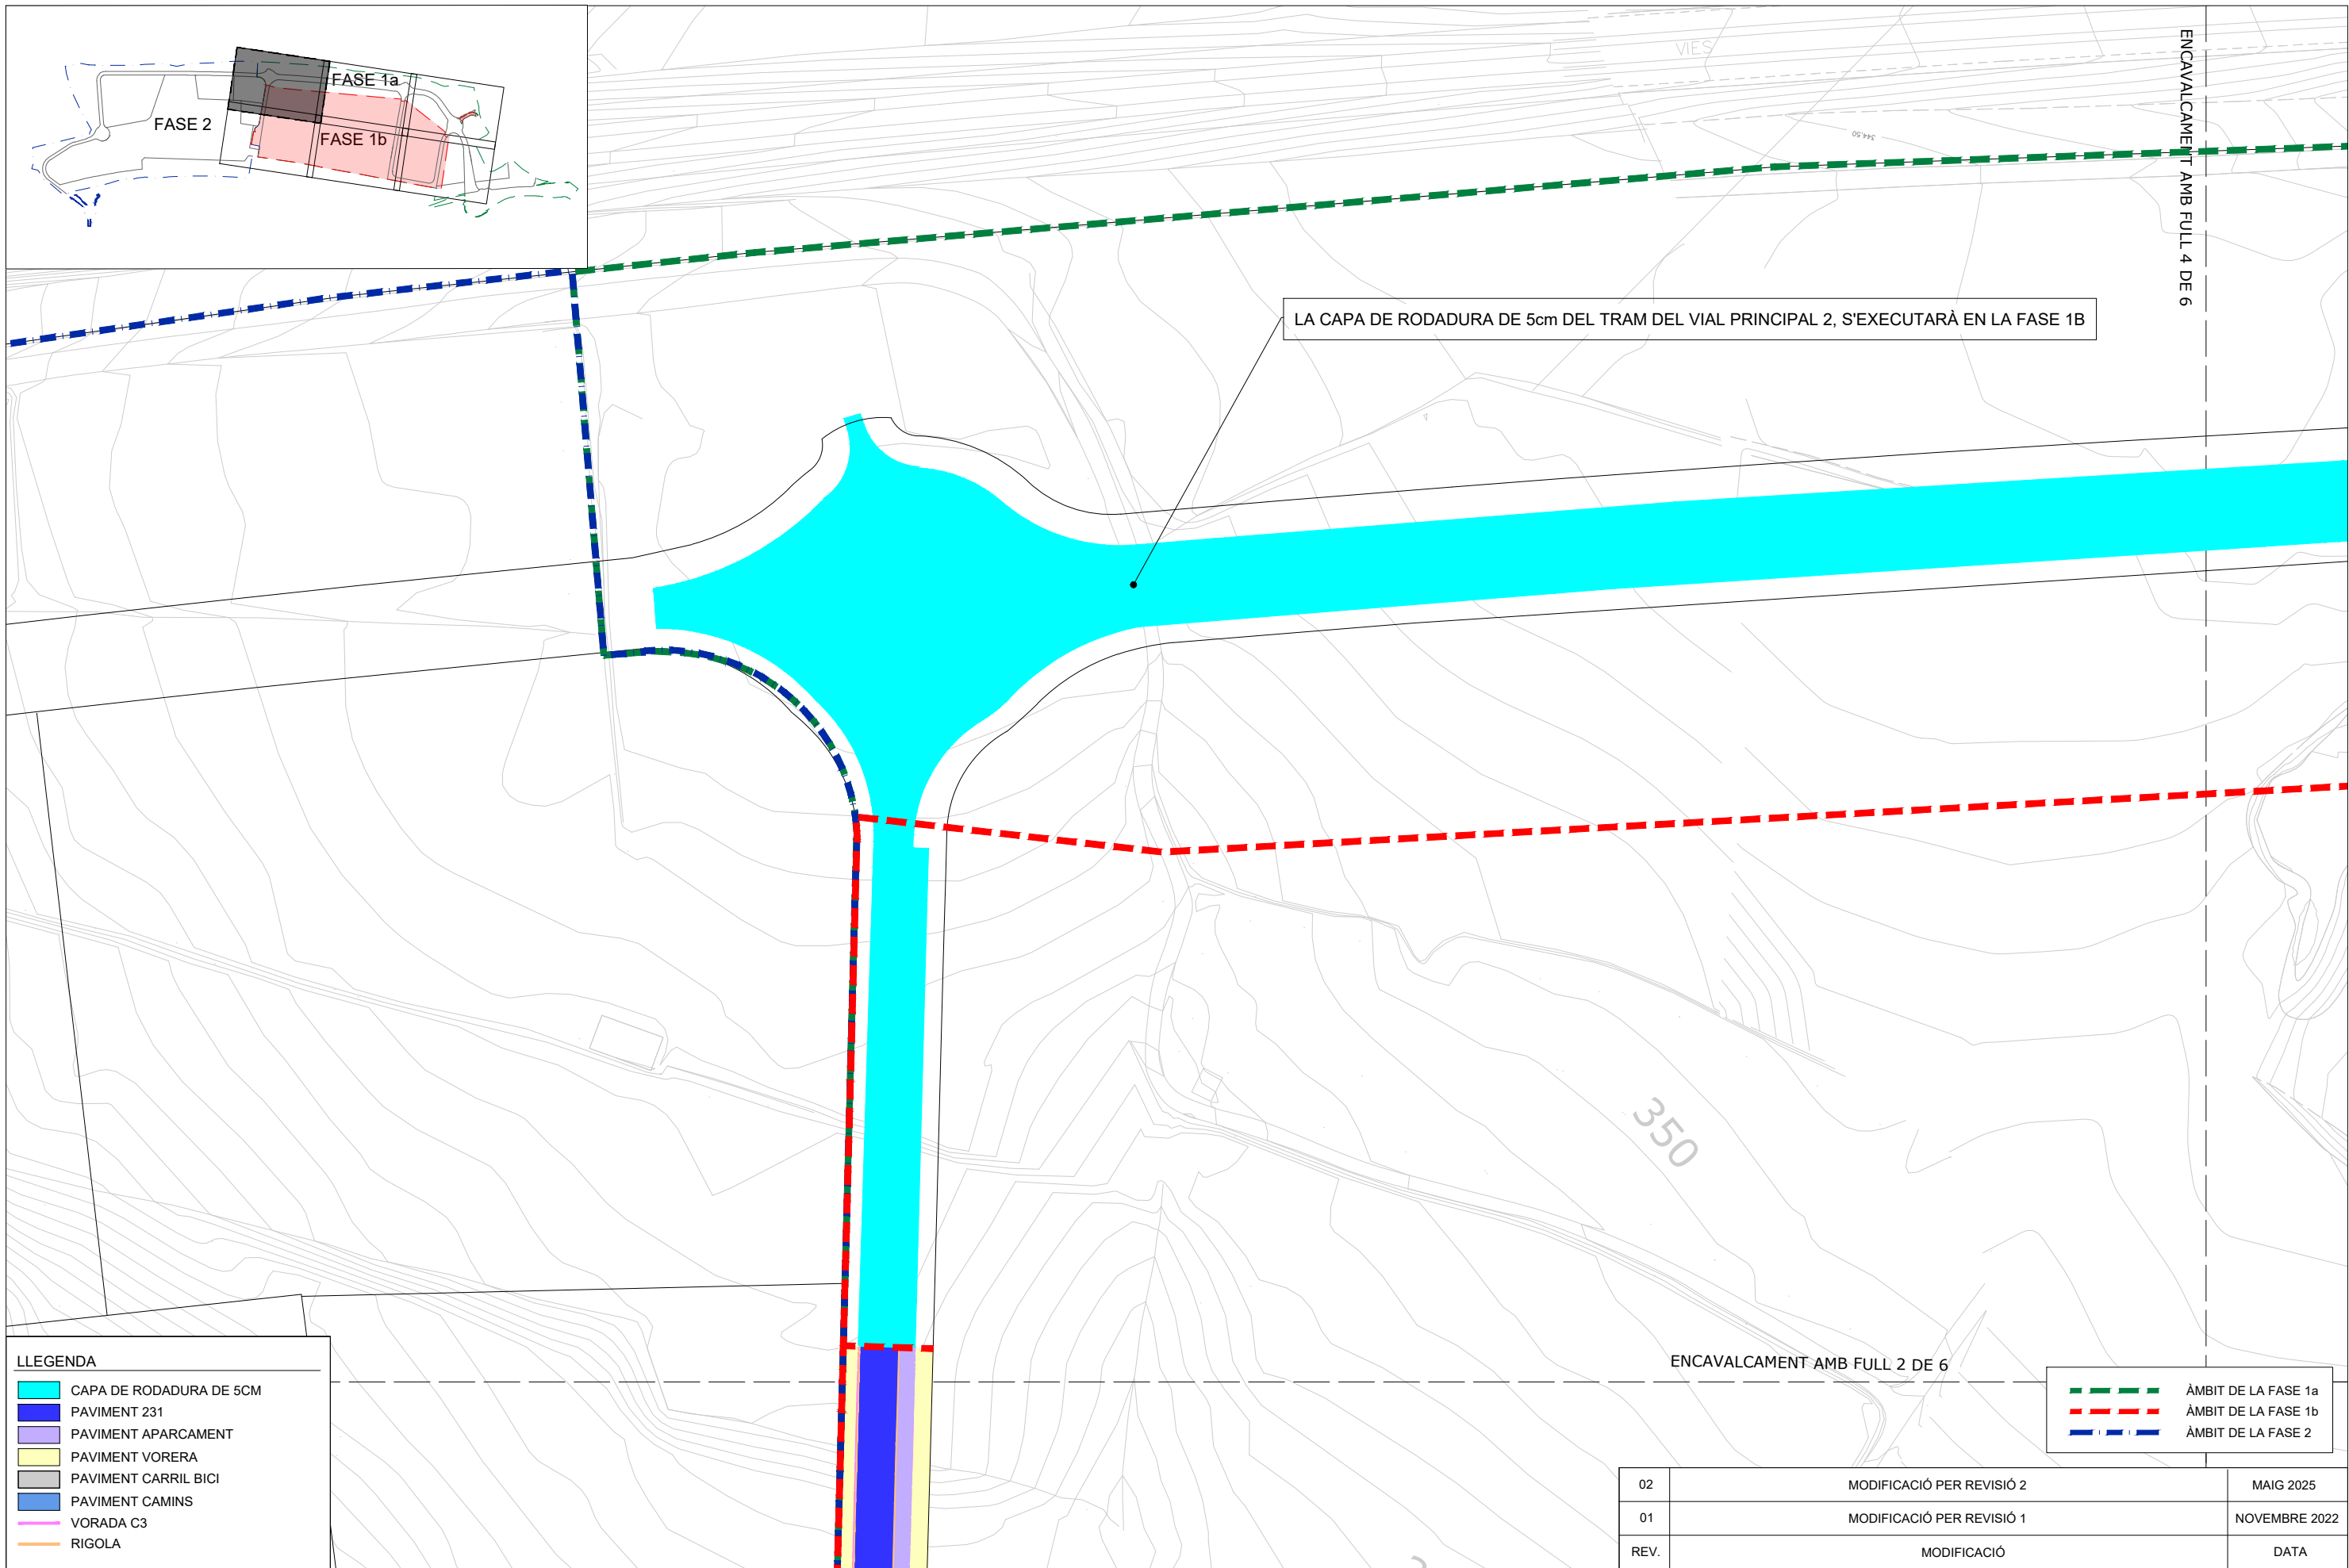 FASE 1a
FASE 2
FASE 1b
VIES
344.50
ENCAVALCAMENT AMB FULL 4 DE 6
LA CAPA DE RODADURA DE 5cm DEL TRAM DEL VIAL PRINCIPAL 2, S'EXECUTARÀ EN LA FASE 1B
350
ENCAVALCAMENT AMB FULL 2 DE 6
LLEGENDA
CAPA DE RODADURA DE 5CM
PAVIMENT 231
PAVIMENT APARCAMENT
PAVIMENT VORERA
PAVIMENT CARRIL BICI
PAVIMENT CAMINS
VORADA C3
RIGOLA
ÀMBIT DE LA FASE 1a
ÀMBIT DE LA FASE 1b
ÀMBIT DE LA FASE 2
02 MODIFICACIÓ PER REVISIÓ 2 MAIG 2025
01 MODIFICACIÓ PER REVISIÓ 1 NOVEMBRE 2022
REV. MODIFICACIÓ DATA